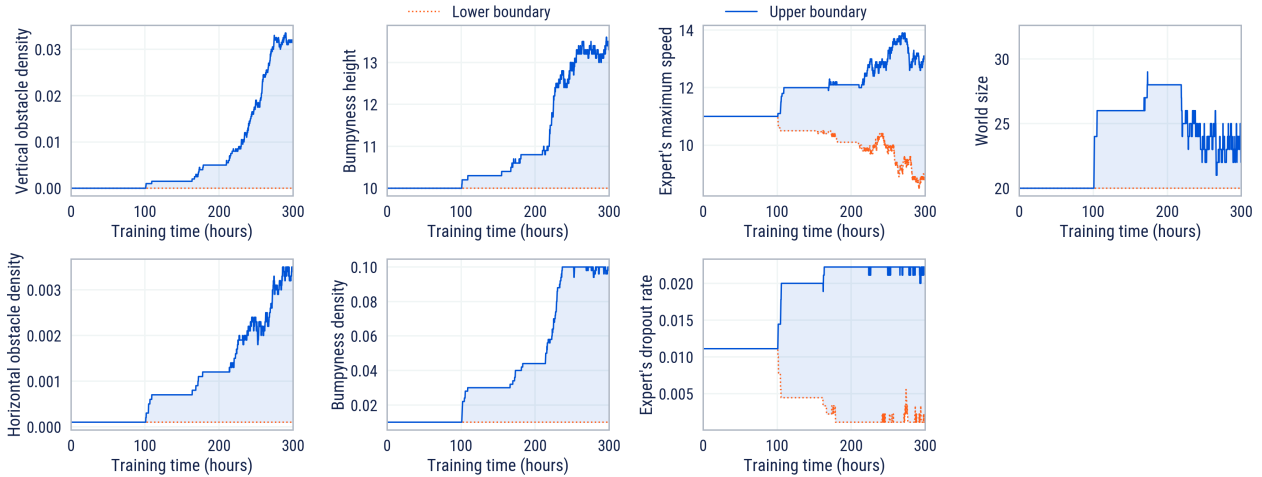 Lower boundary
Upper boundary
Vertical obstacle density
0.03
0.02
0.01
0.00
0 100 200 300
Training time (hours)
Bumpyness height
13
12
11
10
0 100 200 300
Training time (hours)
Expert's maximum speed
14
12
10
0 100 200 300
Training time (hours)
World size
30
25
20
0 100 200 300
Training time (hours)
Horizontal obstacle density
0.003
0.002
0.001
0.000
0 100 200 300
Training time (hours)
Bumpyness density
0.10
0.08
0.06
0.04
0.02
0 100 200 300
Training time (hours)
Expert's dropout rate
0.020
0.015
0.010
0.005
0 100 200 300
Training time (hours)